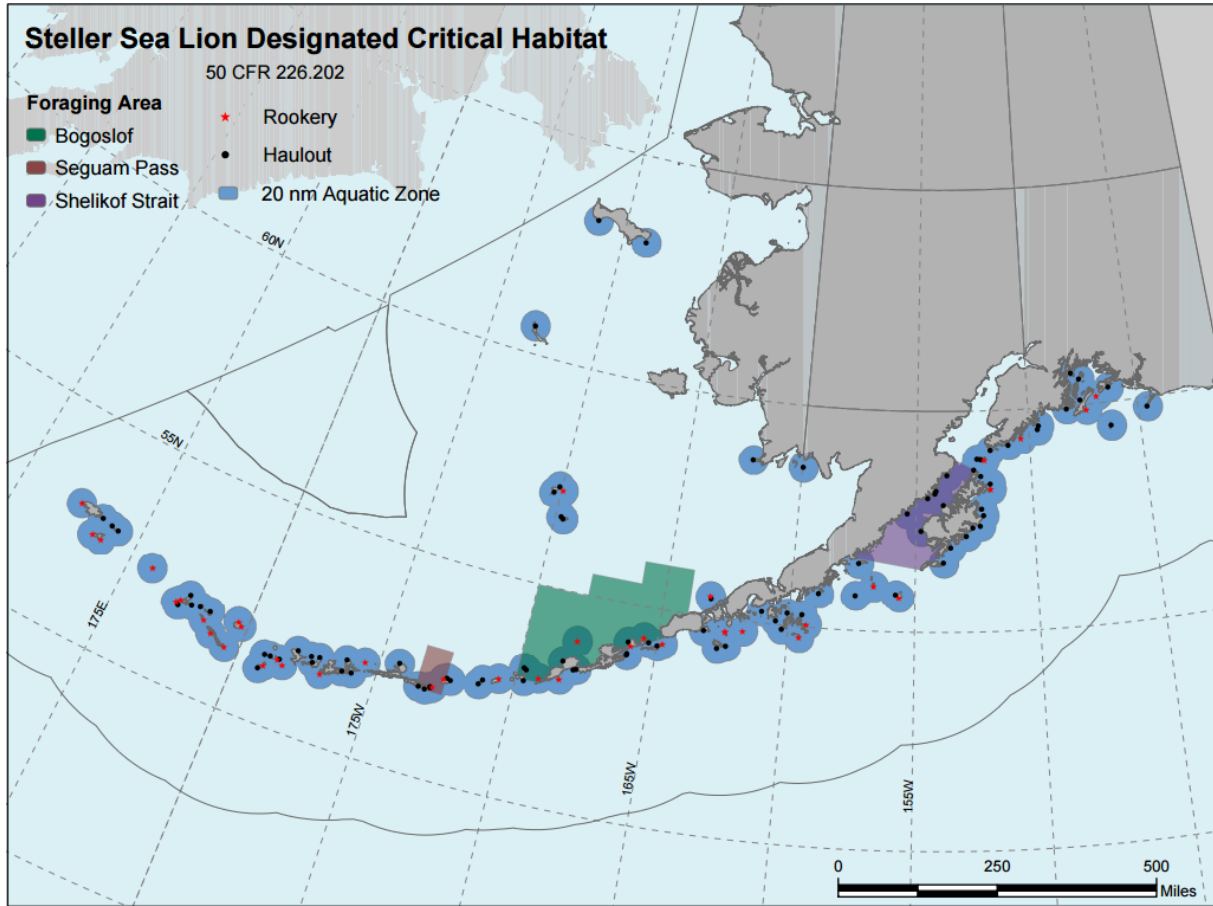 Steller Sea Lion Designated Critical Habitat
50 CFR 226.202
Foraging Area
Bogoslof
Seguam Pass
Shelikof Strait
Rookery
Haulout
20 nm Aquatic Zone
60N
55N
175E
175W
165W
155W
0 250 500
Miles